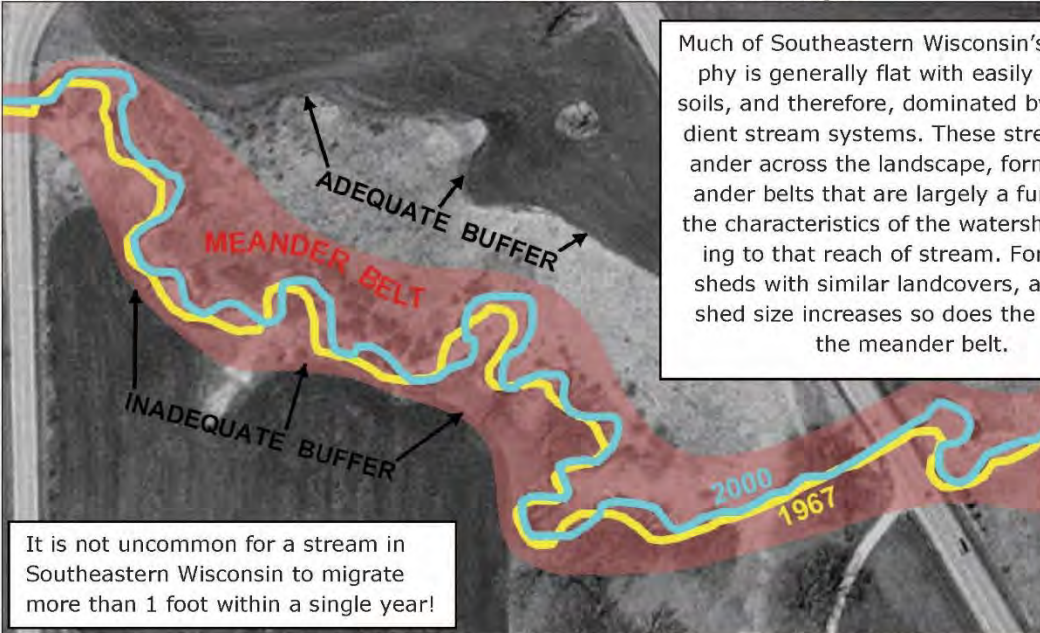 Much of Southeastern Wisconsin's
phy is generally flat with easily
soils, and therefore, dominated by
dient stream systems. These stre
ander across the landscape, form
ander belts that are largely a fu
the characteristics of the watersh
ing to that reach of stream. For
sheds with similar landcovers, a
shed size increases so does the
the meander belt.
ADEQUATE BUFFER
MEANDER BELT
INADEQUATE BUFFER
2000
1967
It is not uncommon for a stream in
Southeastern Wisconsin to migrate
more than 1 foot within a single year!